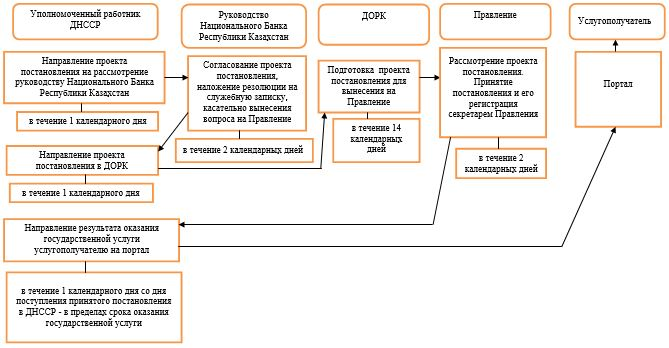 Уполномоченный работник
ДНССР
Руководство
Национального Банка
Республики Казахстан
ДОРК
Правление
Услугополучатель
Направление проекта
постановления на рассмотрение
руководству Национального Банка
Республики Казахстан
в течение 1 календарного дня
Согласование проекта
постановления,
наложение резолюции на
служебную записку,
касательно вынесения
вопроса на Правление
в течение 2 календарных дней
Подготовка проекта
постановления для
вынесения на
Правление
в течение 14
календарных
дней
Рассмотрение проекта
постановления.
Принятие
постановления и его
регистрация
секретарем Правления
в течение 2
календарных дней
Портал
Направление проекта
постановления в ДОРК
в течение 1 календарного дня
Направление результата оказания
государственной услуги
услугополучателю на портал
в течение 1 календарного дня со дня
поступления принятого постановления
в ДНССР - в пределах срока оказания
государственной услуги